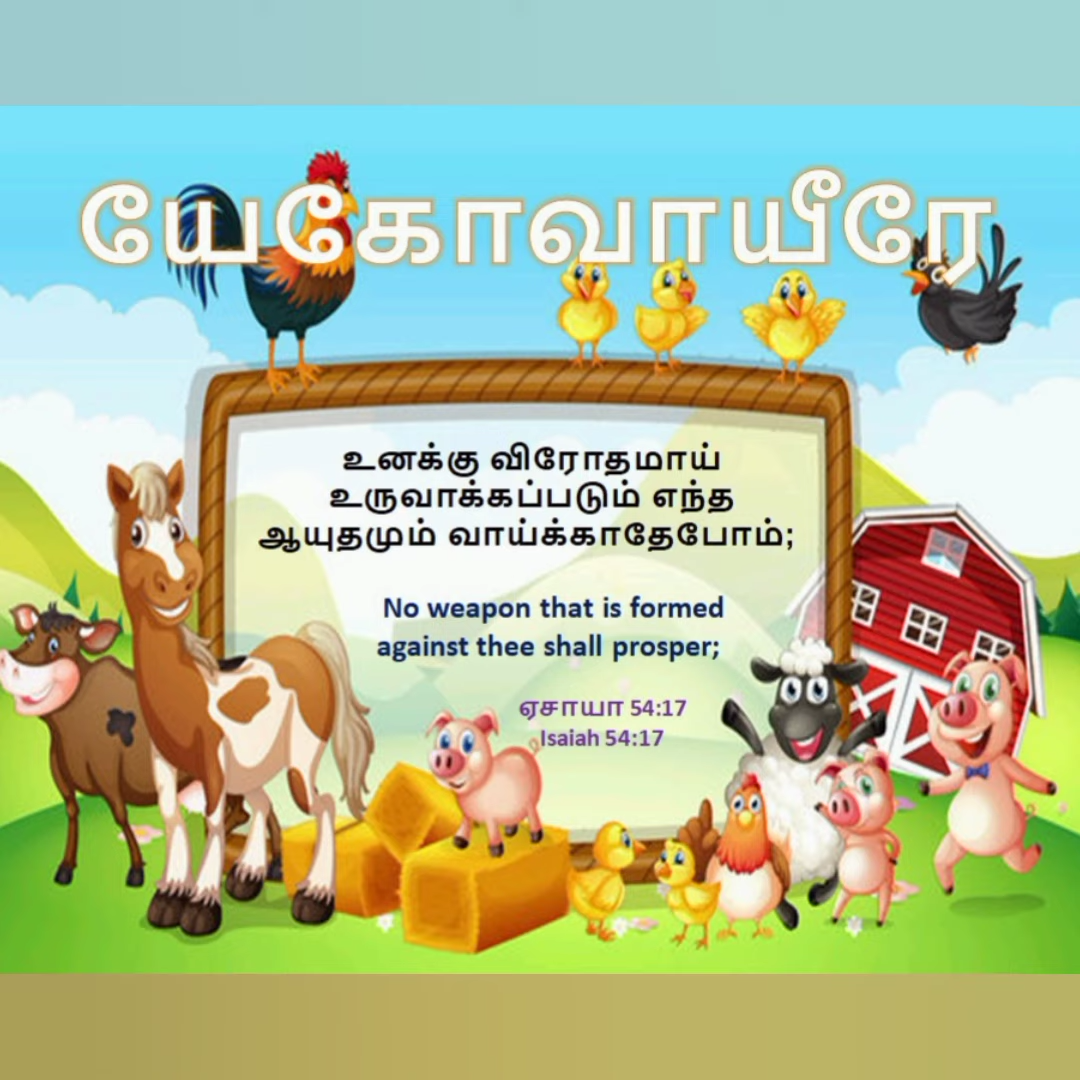 யேகோவாயீரே
உனக்கு விரோதமாய்
உருவாக்கப்படும் எந்த
ஆயுதமும் வாய்க்காதேபோம்;
No weapon that is formed
against thee shall prosper;
ஏசாயா 54:17
Isaiah 54:17